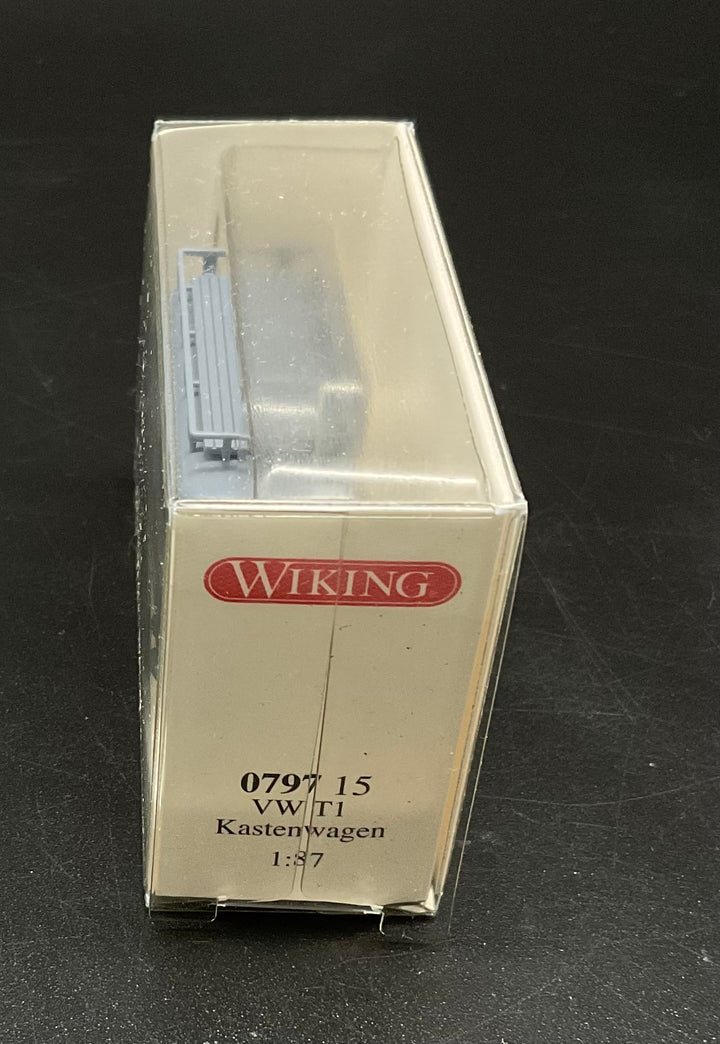 WIKING
0797 15
VW T1
Kastenwagen
1:87